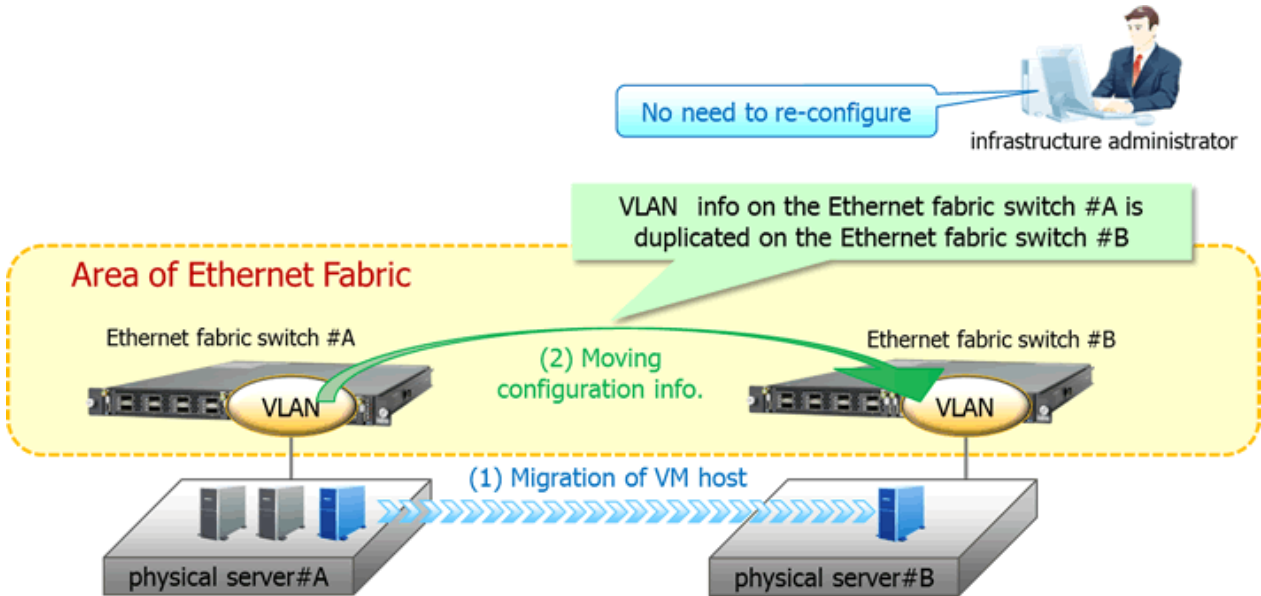 No need to re-configure
infrastructure administrator
VLAN info on the Ethernet fabric switch #A is
duplicated on the Ethernet fabric switch #B
Area of Ethernet Fabric
Ethernet fabric switch #A
Ethernet fabric switch #B
(2) Moving
configuration info.
VLAN
VLAN
(1) Migration of VM host
physical server#A
physical server#B